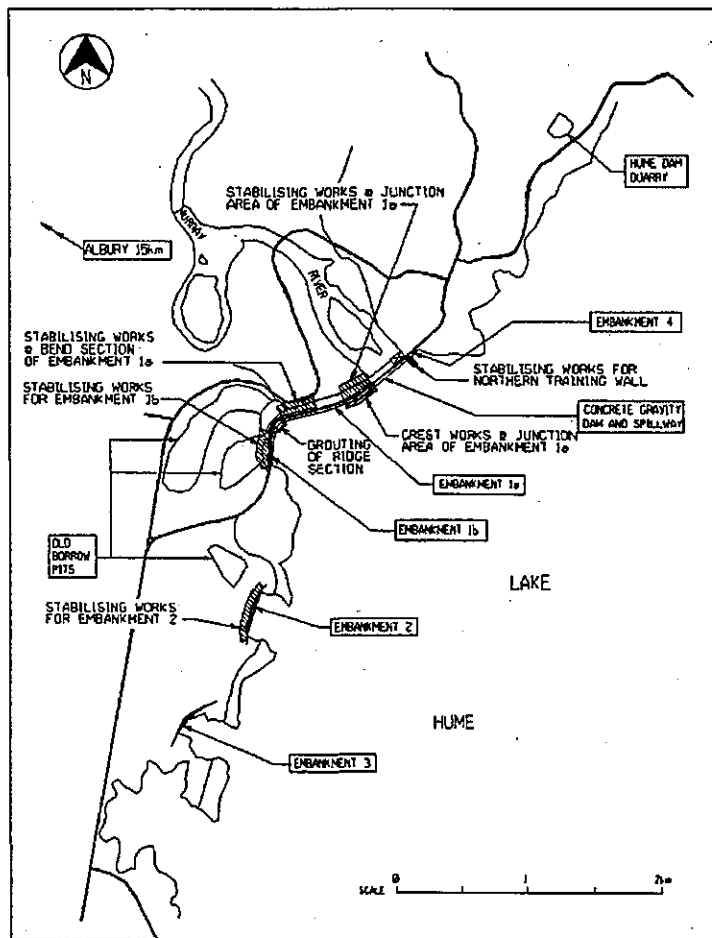 N
HUME DAM
QUARRY
STABILISING WORKS @ JUNCTION
AREA OF EMBANKMENT 1a
MURRAY
RIVER
ALBURY 15km
EMBANKMENT 4
STABILISING WORKS
@ BEND SECTION
OF EMBANKMENT 1a
STABILISING WORKS FOR
NORTHERN TRAINING WALL
STABILISING WORKS
FOR EMBANKMENT 1b
CONCRETE GRAVITY
DAM AND SPILLWAY
GROUTING
OF RIDGE
SECTION
CREST WORKS @ JUNCTION
AREA OF EMBANKMENT 1a
EMBANKMENT 1a
EMBANKMENT 1b
OLD
BORROW
PITS
LAKE
STABILISING WORKS
FOR EMBANKMENT 2
EMBANKMENT 2
HUME
EMBANKMENT 3
SCALE
0 1 2km